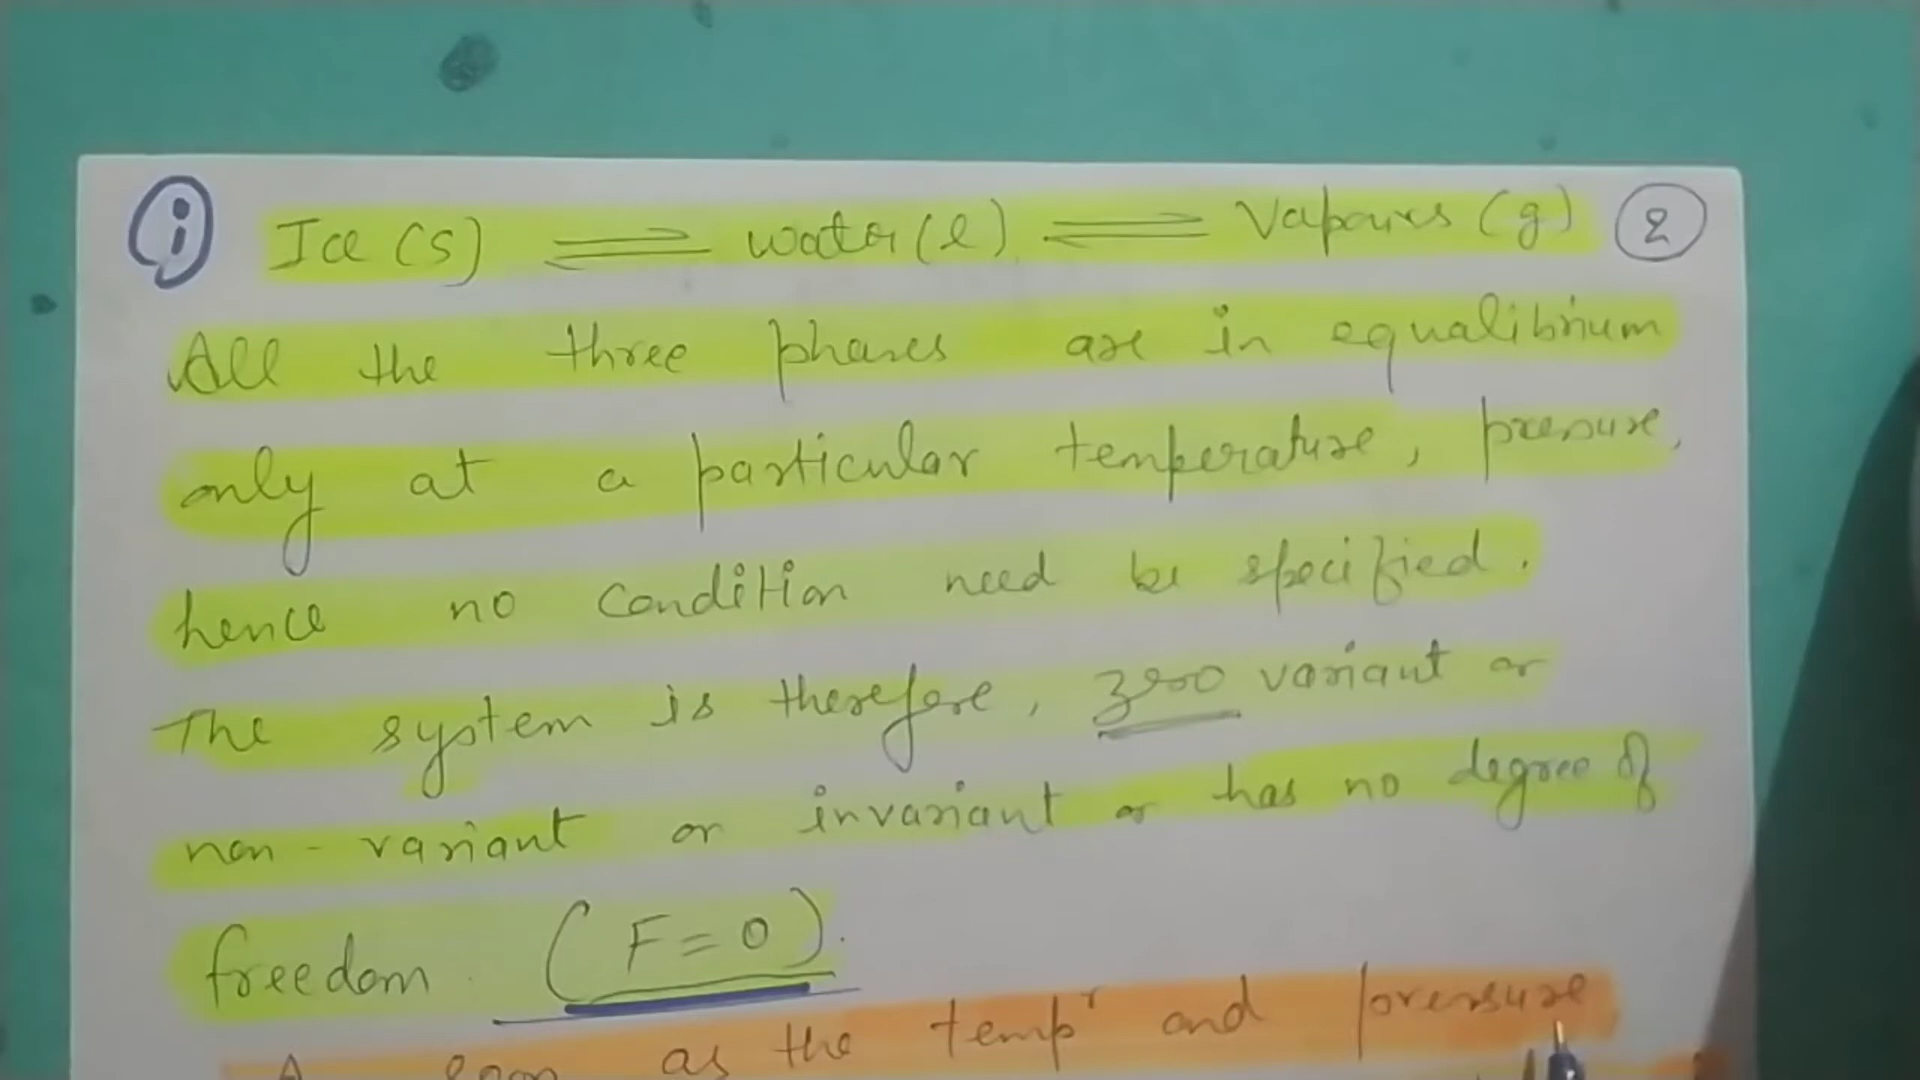 i Ice (s) ⇌ water (l) ⇌ Vapours (g) 2
All the three phases are in equalibrium
only at a particular temperature, pressure,
hence no condition need be specified.
The system is therefore, zero variant or
non-variant or invariant or has no degree of
freedom. (F=0).
as the tempr and pressure